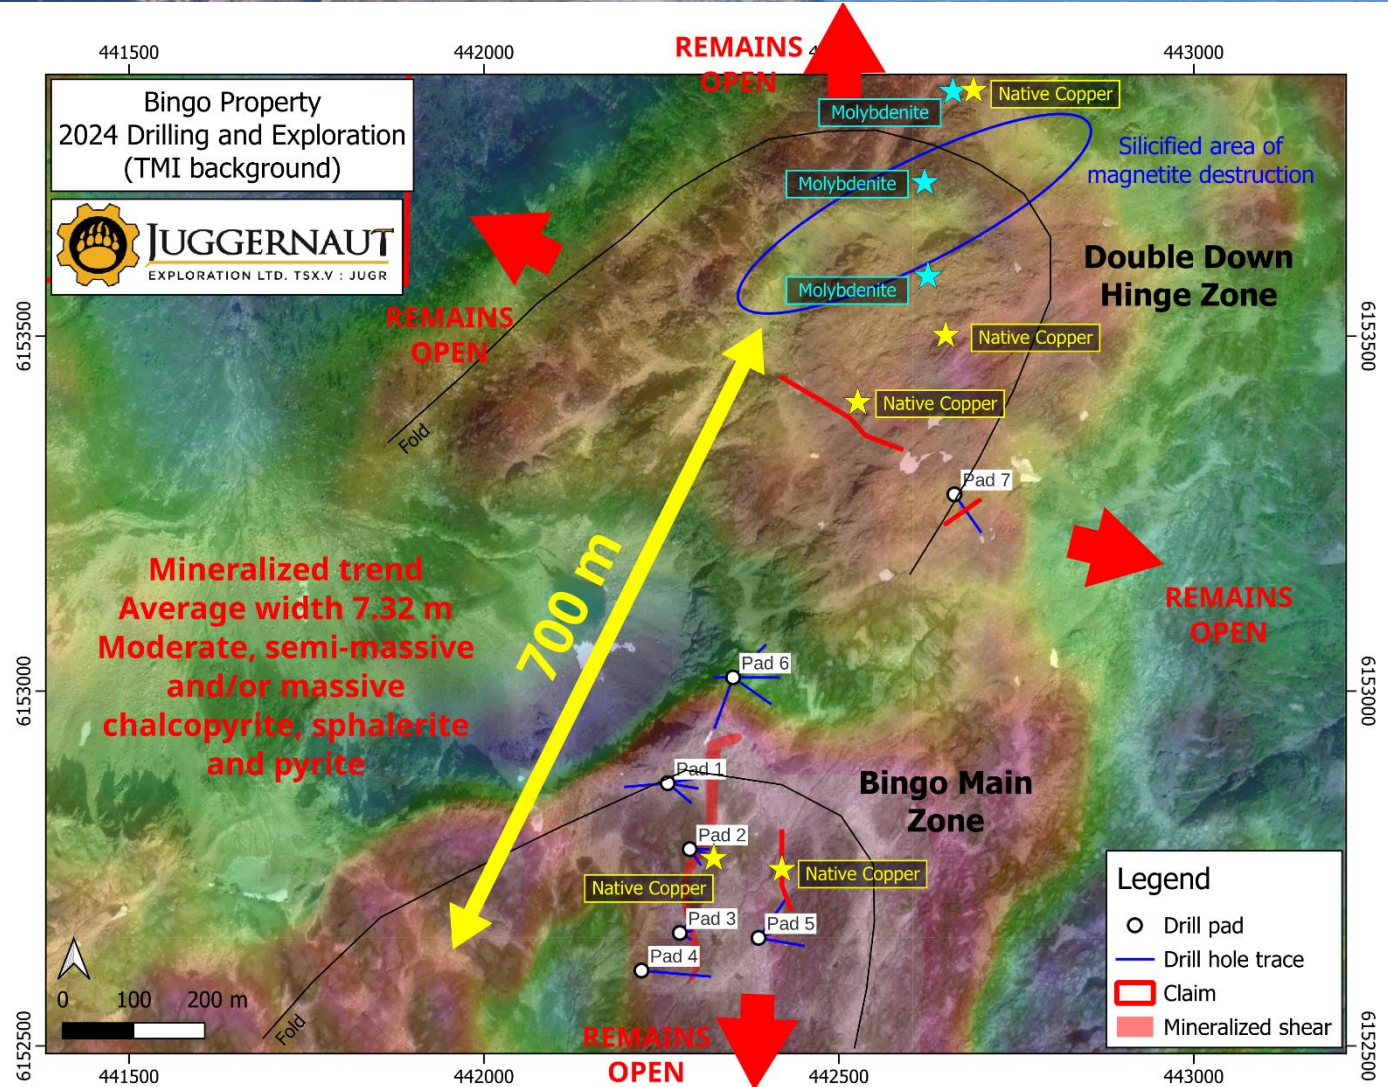 441500
442000
442500
443000
REMAINS
OPEN
Bingo Property
2024 Drilling and Exploration
(TMI background)
JUGGERNAUT
EXPLORATION LTD. TSX.V : JUGR
Molybdenite
Native Copper
Silicified area of
magnetite destruction
Molybdenite
Double Down
Hinge Zone
Molybdenite
REMAINS
OPEN
6153500
Native Copper
6153500
Native Copper
Fold
Pad 7
700 m
Mineralized trend
Average width 7.32 m
Moderate, semi-massive
and/or massive
chalcopyrite, sphalerite
and pyrite
REMAINS
OPEN
6153000
Pad 6
6153000
Pad 1
Bingo Main
Zone
Pad 2
Native Copper
Native Copper
Pad 3
Pad 5
Pad 4
Legend
Drill pad
Drill hole trace
Claim
Mineralized shear
0 100 200 m
Fold
REMAINS
OPEN
6152500
6152500
441500
442000
442500
443000